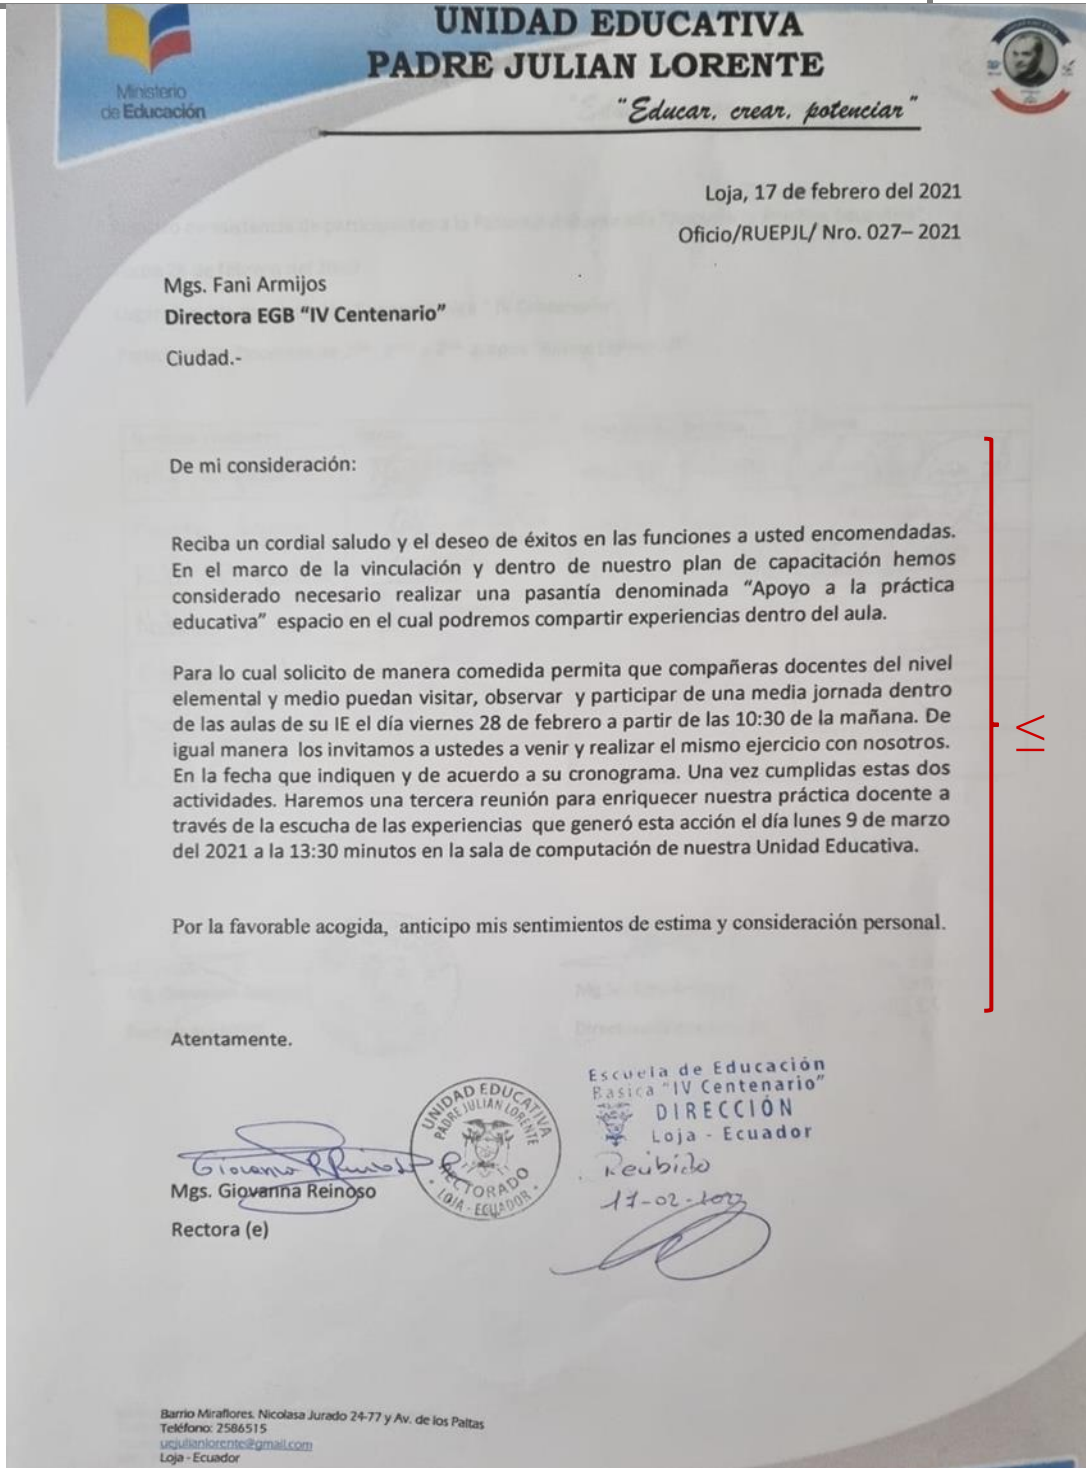 Ministerio
de Educación
UNIDAD EDUCATIVA
PADRE JULIAN LORENTE
"Educar, crear, potenciar"
Loja, 17 de febrero del 2021
Oficio/RUEPJL/ Nro. 027– 2021
Mgs. Fani Armijos
Directora EGB "IV Centenario"
Ciudad.-
De mi consideración:
Reciba un cordial saludo y el deseo de éxitos en las funciones a usted encomendadas.
En el marco de la vinculación y dentro de nuestro plan de capacitación hemos
considerado necesario realizar una pasantía denominada "Apoyo a la práctica
educativa" espacio en el cual podremos compartir experiencias dentro del aula.
Para lo cual solicito de manera comedida permita que compañeras docentes del nivel
elemental y medio puedan visitar, observar y participar de una media jornada dentro
de las aulas de su IE el día viernes 28 de febrero a partir de las 10:30 de la mañana. De
igual manera los invitamos a ustedes a venir y realizar el mismo ejercicio con nosotros.
En la fecha que indiquen y de acuerdo a su cronograma. Una vez cumplidas estas dos
actividades. Haremos una tercera reunión para enriquecer nuestra práctica docente a
través de la escucha de las experiencias que generó esta acción el día lunes 9 de marzo
del 2021 a la 13:30 minutos en la sala de computación de nuestra Unidad Educativa.
≤
Por la favorable acogida, anticipo mis sentimientos de estima y consideración personal.
Atentamente.
UNIDAD EDUCATIVA
PADRE JULIAN LORENTE
RECTORADO
LOJA - ECUADOR
Escuela de Educación
Basica "IV Centenario"
DIRECCIÓN
Loja - Ecuador
Recibido
17-02-
Mgs. Giovanna Reinoso
Rectora (e)
Barrio Miraflores. Nicolasa Jurado 24-77 y Av. de los Paltas
Teléfono: 2586515
uejulianlorente@gmail.com
Loja - Ecuador